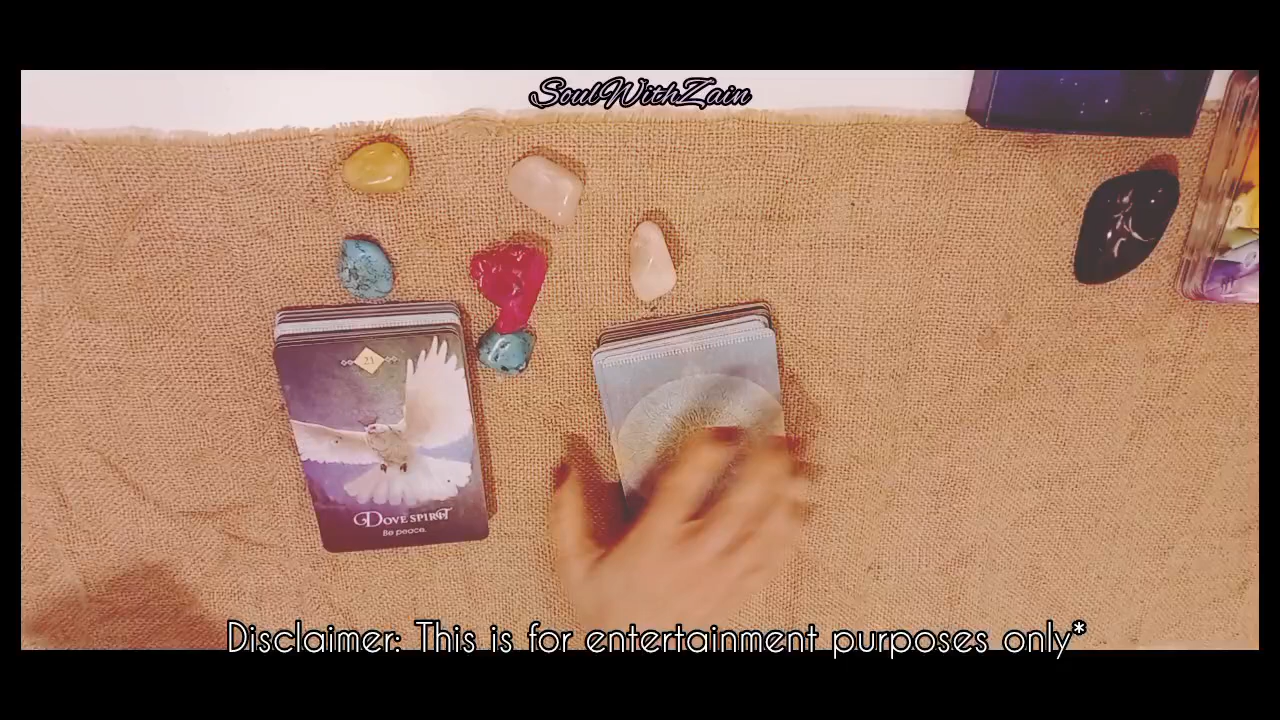 SoulWithZain
21
Dove Spirit
Be peace.
Disclaimer: This is for entertainment purposes only*